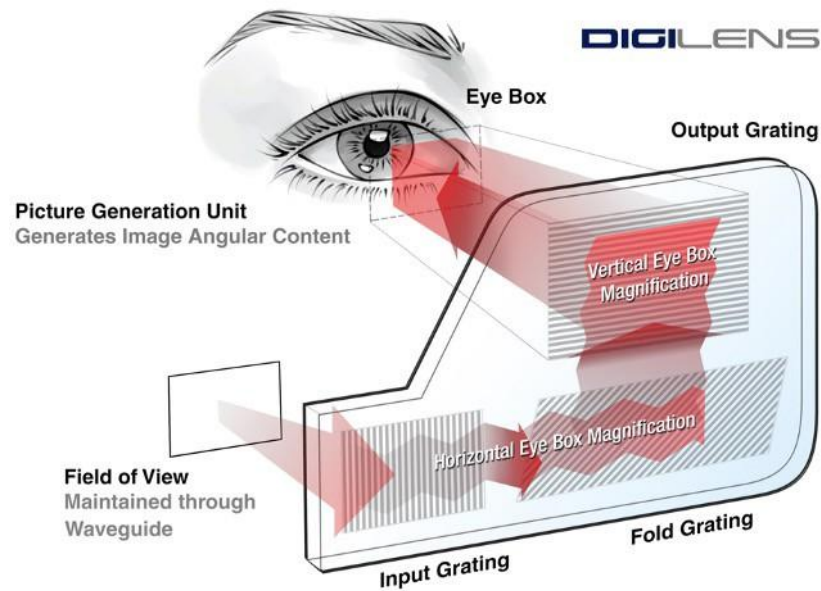 DIGILENS
Eye Box
Output Grating
Picture Generation Unit
Generates Image Angular Content
Vertical Eye Box
Magnification
Horizontal Eye Box Magnification
Field of View
Maintained through
Waveguide
Fold Grating
Input Grating